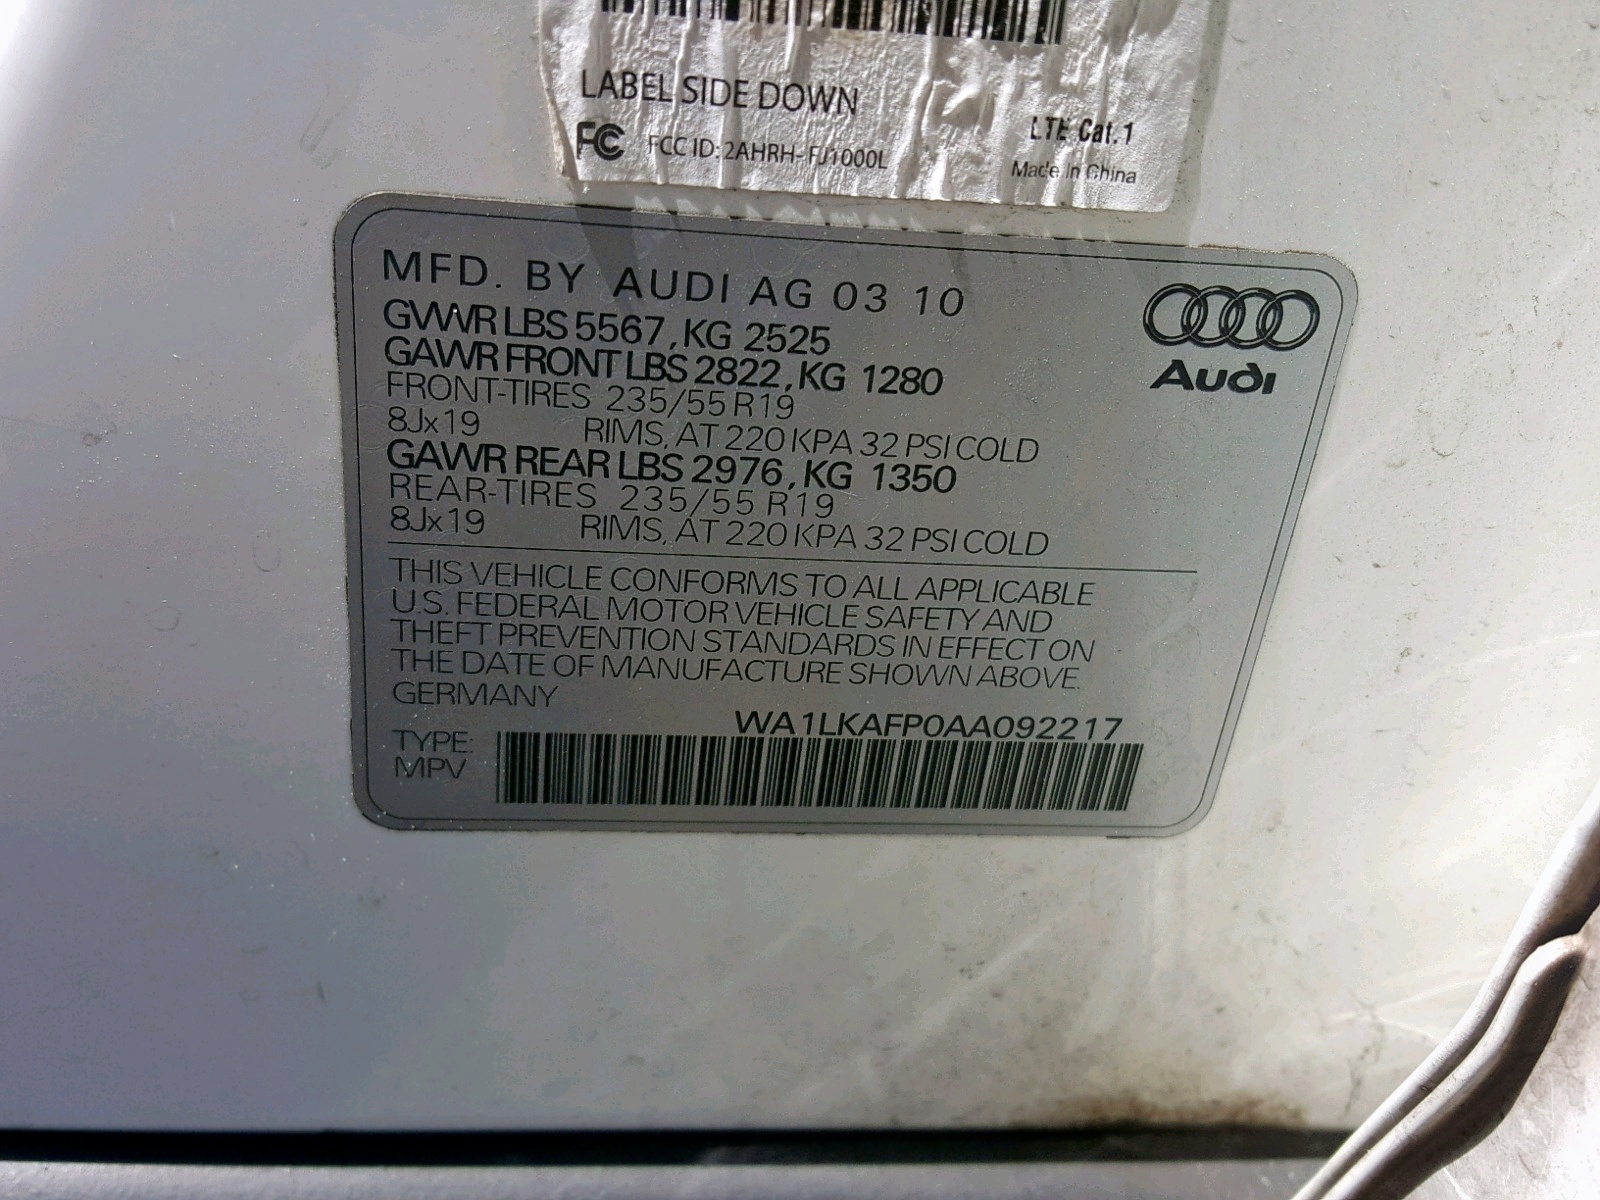 LABEL SIDE DOWN
FC FCC ID: 2AHRH-FJ1000L
LTE Cat.1
Made in China
MFD. BY AUDI AG 03 10
GVWR LBS 5567, KG 2525
GAWR FRONT LBS 2822, KG 1280
FRONT-TIRES 235/55 R19
8Jx19 RIMS, AT 220 KPA 32 PSI COLD
GAWR REAR LBS 2976, KG 1350
REAR-TIRES 235/55 R19
8Jx19 RIMS, AT 220 KPA 32 PSI COLD
Audi
THIS VEHICLE CONFORMS TO ALL APPLICABLE
U.S. FEDERAL MOTOR VEHICLE SAFETY AND
THEFT PREVENTION STANDARDS IN EFFECT ON
THE DATE OF MANUFACTURE SHOWN ABOVE.
GERMANY
WA1LKAFP0AA092217
TYPE:
MPV